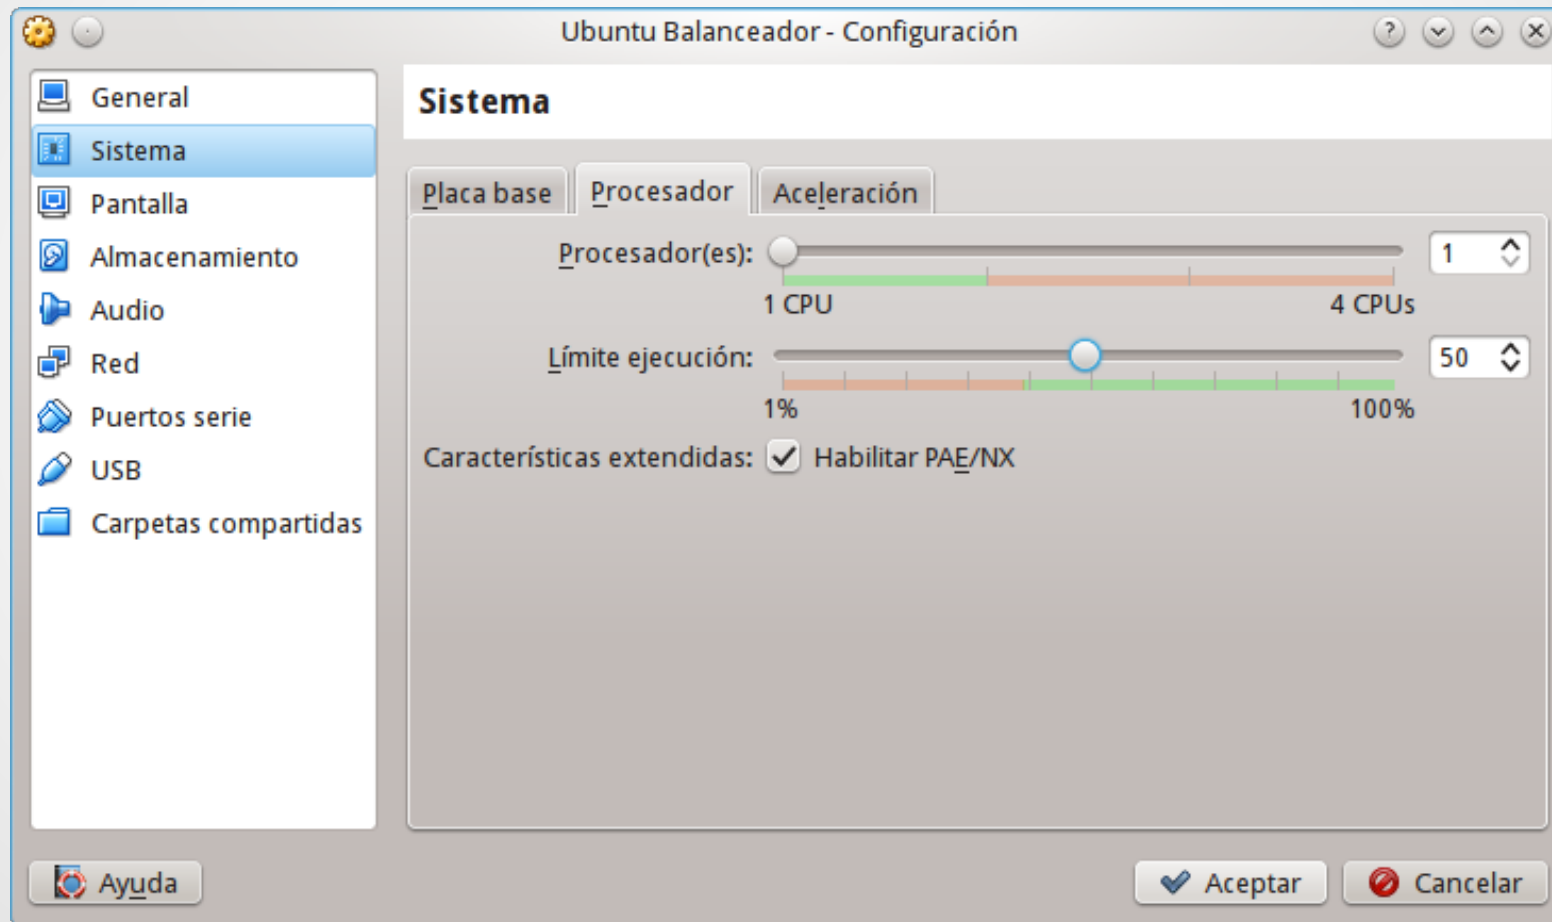 Ubuntu Balanceador - Configuración
General
Sistema
Pantalla
Almacenamiento
Audio
Red
Puertos serie
USB
Carpetas compartidas
Sistema
Placa base Procesador Aceleración
Procesador(es): 1
1 CPU 4 CPUs
Límite ejecución: 50
1% 100%
Características extendidas: Habilitar PAE/NX
Ayuda Aceptar Cancelar